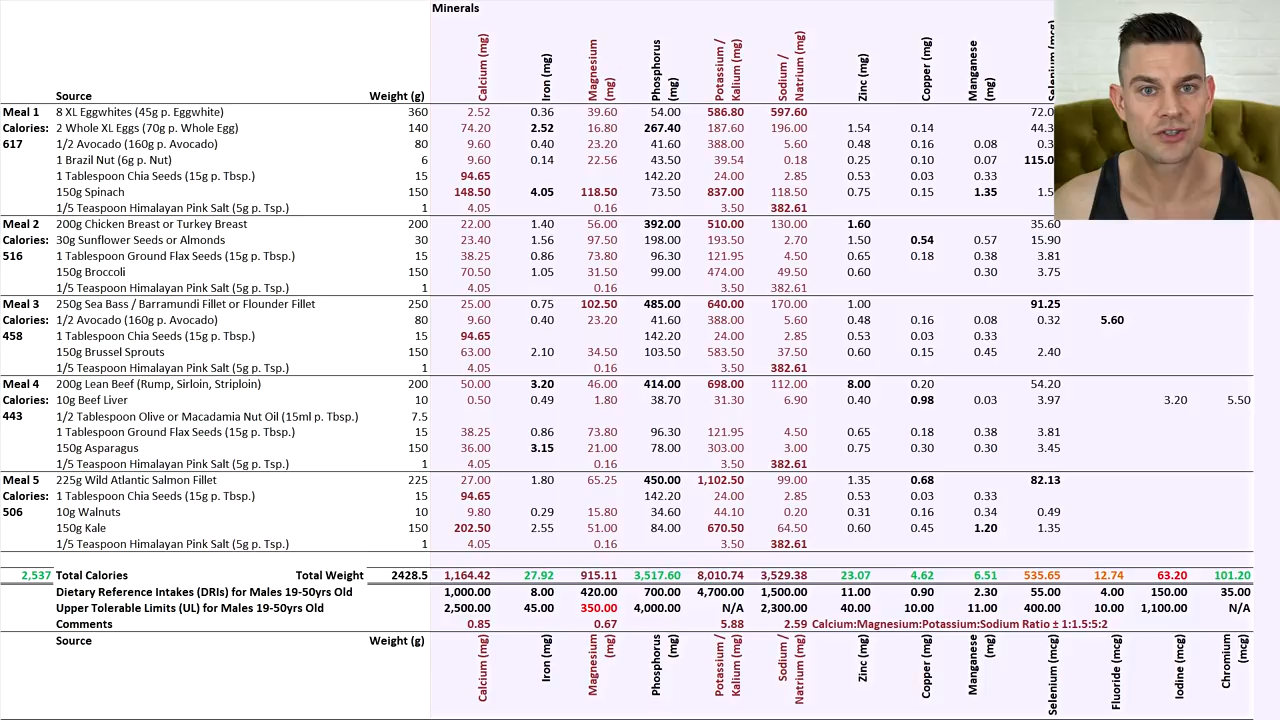 Minerals
Source Weight (g) Calcium (mg) Iron (mg) Magnesium (mg) Phosphorus (mg) Potassium / Kalium (mg) Sodium / Natrium (mg) Zinc (mg) Copper (mg) Manganese (mg) Selenium (mcg)
Meal 1 8 XL Eggwhites (45g p. Eggwhite) 360 2.52 0.36 39.60 54.00 586.80 597.60 72.0
Calories: 2 Whole XL Eggs (70g p. Whole Egg) 140 74.20 2.52 16.80 267.40 187.60 196.00 1.54 0.14 44.3
617 1/2 Avocado (160g p. Avocado) 80 9.60 0.40 23.20 41.60 388.00 5.60 0.48 0.16 0.08 0.3
1 Brazil Nut (6g p. Nut) 6 9.60 0.14 22.56 43.50 39.54 0.18 0.25 0.10 0.07 115.0
1 Tablespoon Chia Seeds (15g p. Tbsp.) 15 94.65 142.20 24.00 2.85 0.53 0.03 0.33
150g Spinach 150 148.50 4.05 118.50 73.50 837.00 118.50 0.75 0.15 1.35 1.5
1/5 Teaspoon Himalayan Pink Salt (5g p. Tsp.) 1 4.05 0.16 3.50 382.61
Meal 2 200g Chicken Breast or Turkey Breast 200 22.00 1.40 56.00 392.00 510.00 130.00 1.60 35.60
Calories: 30g Sunflower Seeds or Almonds 30 23.40 1.56 97.50 198.00 193.50 2.70 1.50 0.54 0.57 15.90
516 1 Tablespoon Ground Flax Seeds (15g p. Tbsp.) 15 38.25 0.86 73.80 96.30 121.95 4.50 0.65 0.18 0.38 3.81
150g Broccoli 150 70.50 1.05 31.50 99.00 474.00 49.50 0.60 0.30 3.75
1/5 Teaspoon Himalayan Pink Salt (5g p. Tsp.) 1 4.05 0.16 3.50 382.61
Meal 3 250g Sea Bass / Barramundi Fillet or Flounder Fillet 250 25.00 0.75 102.50 485.00 640.00 170.00 1.00 91.25
Calories: 1/2 Avocado (160g p. Avocado) 80 9.60 0.40 23.20 41.60 388.00 5.60 0.48 0.16 0.08 0.32 5.60
458 1 Tablespoon Chia Seeds (15g p. Tbsp.) 15 94.65 142.20 24.00 2.85 0.53 0.03 0.33
150g Brussel Sprouts 150 63.00 2.10 34.50 103.50 583.50 37.50 0.60 0.15 0.45 2.40
1/5 Teaspoon Himalayan Pink Salt (5g p. Tsp.) 1 4.05 0.16 3.50 382.61
Meal 4 200g Lean Beef (Rump, Sirloin, Striploin) 200 50.00 3.20 46.00 414.00 698.00 112.00 8.00 0.20 54.20
Calories: 10g Beef Liver 10 0.50 0.49 1.80 38.70 31.30 6.90 0.40 0.98 0.03 3.97 3.20 5.50
443 1/2 Tablespoon Olive or Macadamia Nut Oil (15ml p. Tbsp.) 7.5
1 Tablespoon Ground Flax Seeds (15g p. Tbsp.) 15 38.25 0.86 73.80 96.30 121.95 4.50 0.65 0.18 0.38 3.81
150g Asparagus 150 36.00 3.15 21.00 78.00 303.00 3.00 0.75 0.30 0.30 3.45
1/5 Teaspoon Himalayan Pink Salt (5g p. Tsp.) 1 4.05 0.16 3.50 382.61
Meal 5 225g Wild Atlantic Salmon Fillet 225 27.00 1.80 65.25 450.00 1,102.50 99.00 1.35 0.68 82.13
Calories: 1 Tablespoon Chia Seeds (15g p. Tbsp.) 15 94.65 142.20 24.00 2.85 0.53 0.03 0.33
506 10g Walnuts 10 9.80 0.29 15.80 34.60 44.10 0.20 0.31 0.16 0.34 0.49
150g Kale 150 202.50 2.55 51.00 84.00 670.50 64.50 0.60 0.45 1.20 1.35
1/5 Teaspoon Himalayan Pink Salt (5g p. Tsp.) 1 4.05 0.16 3.50 382.61
2,537 Total Calories Total Weight 2428.5 1,164.42 27.92 915.11 3,517.60 8,010.74 3,529.38 23.07 4.62 6.51 535.65 12.74 63.20 101.20
Dietary Reference Intakes (DRIs) for Males 19-50yrs Old 1,000.00 8.00 420.00 700.00 4,700.00 1,500.00 11.00 0.90 2.30 55.00 4.00 150.00 35.00
Upper Tolerable Limits (UL) for Males 19-50yrs Old 2,500.00 45.00 350.00 4,000.00 N/A 2,300.00 40.00 10.00 11.00 400.00 10.00 1,100.00 N/A
Comments 0.85 0.67 5.88 2.59 Calcium:Magnesium:Potassium:Sodium Ratio ± 1:1.5:5:2
Source Weight (g) Calcium (mg) Iron (mg) Magnesium (mg) Phosphorus (mg) Potassium / Kalium (mg) Sodium / Natrium (mg) Zinc (mg) Copper (mg) Manganese (mg) Selenium (mcg) Fluoride (mcg) Iodine (mcg) Chromium (mcg)